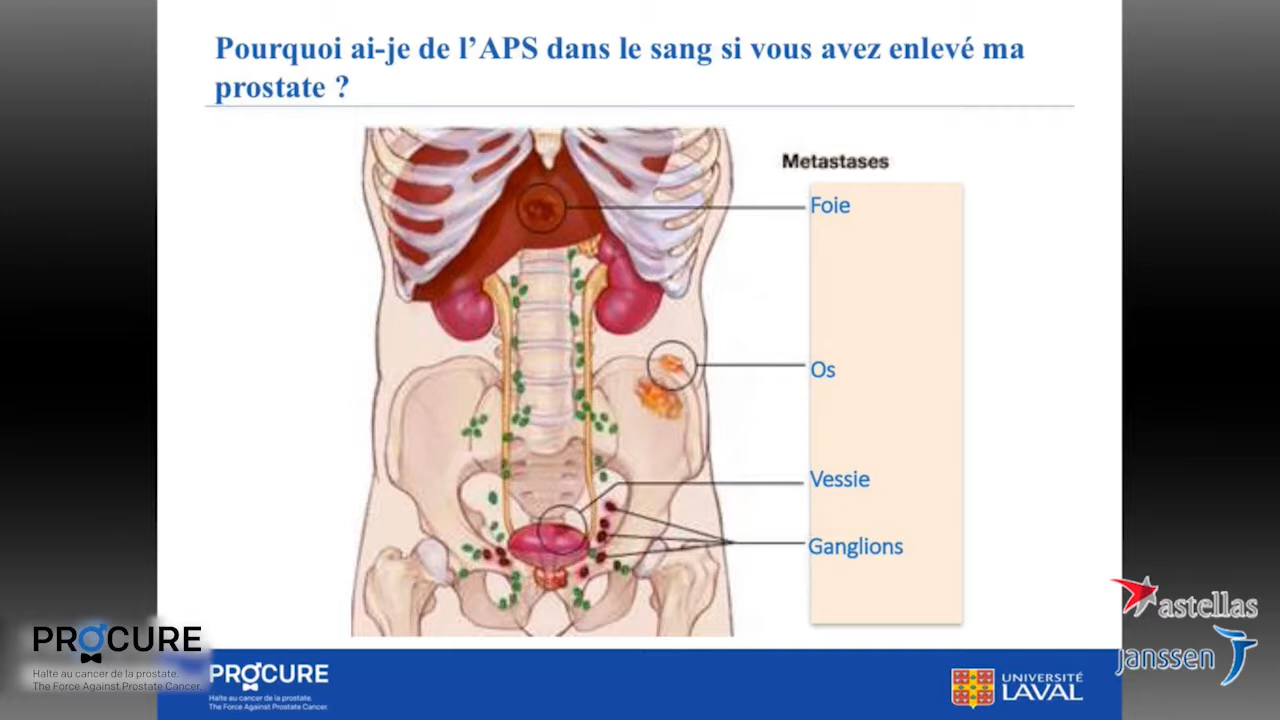 Pourquoi ai-je de l’APS dans le sang si vous avez enlevé ma
prostate ?
Metastases
Foie
Os
Vessie
Ganglions
PROCURE
Halte au cancer de la prostate.
The Force Against Prostate Cancer.
PROCURE
Halte au cancer de la prostate.
The Force Against Prostate Cancer.
UNIVERSITÉ
LAVAL
astellas
janssen